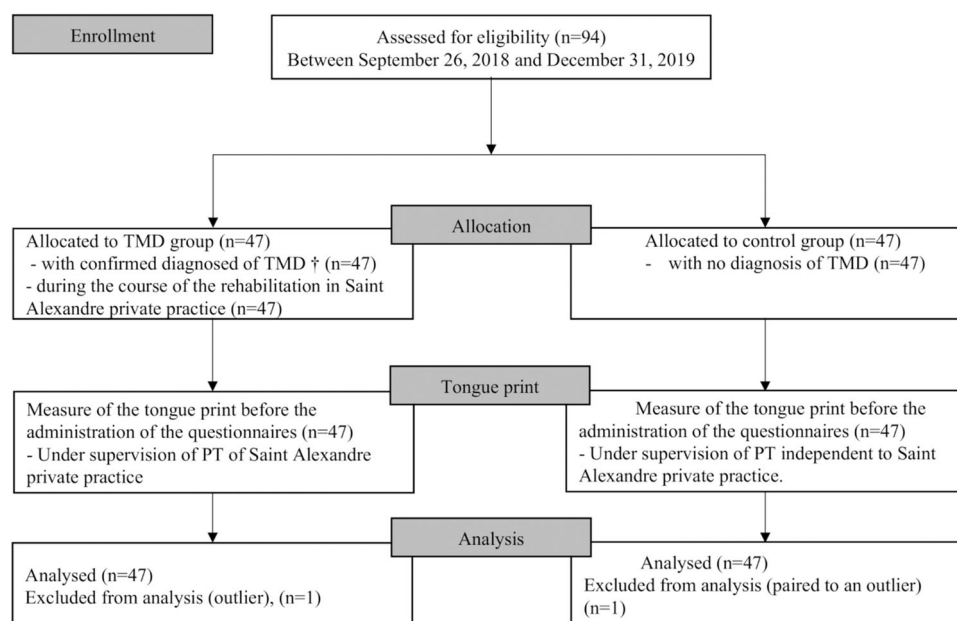 Enrollment
Assessed for eligibility (n=94)
Between September 26, 2018 and December 31, 2019
Allocation
Allocated to TMD group (n=47)
- with confirmed diagnosed of TMD † (n=47)
- during the course of the rehabilitation in Saint
Alexandre private practice (n=47)
Allocated to control group (n=47)
- with no diagnosis of TMD (n=47)
Tongue print
Measure of the tongue print before the
administration of the questionnaires (n=47)
- Under supervision of PT of Saint Alexandre
private practice
Measure of the tongue print before the
administration of the questionnaires (n=47)
- Under supervision of PT independent to Saint
Alexandre private practice.
Analysis
Analysed (n=47)
Excluded from analysis (outlier), (n=1)
Analysed (n=47)
Excluded from analysis (paired to an outlier)
(n=1)